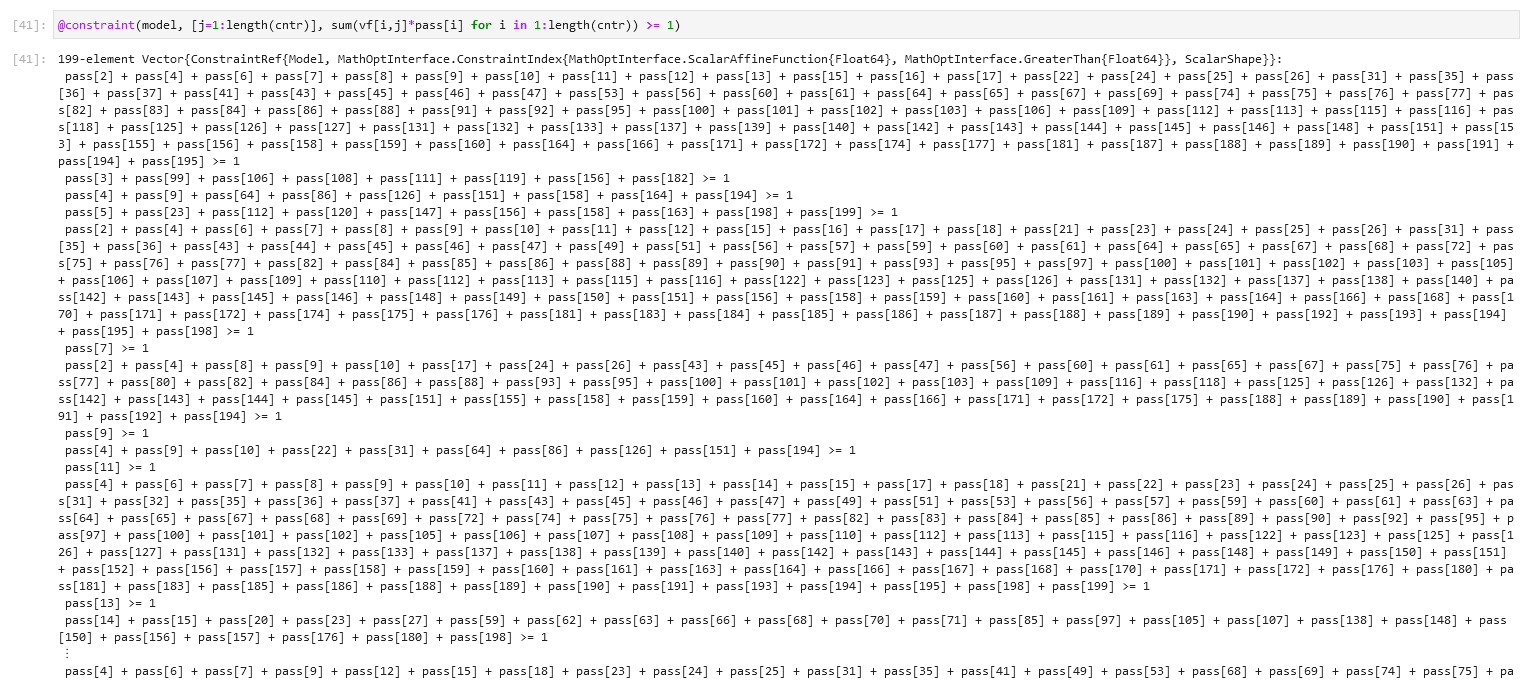 [41]: @constraint(model, [j=1:length(cntr)], sum(vf[i,j]*pass[i] for i in 1:length(cntr)) >= 1)
[41]: 199-element Vector{ConstraintRef{Model, MathOptInterface.ConstraintIndex{MathOptInterface.ScalarAffineFunction{Float64}, MathOptInterface.GreaterThan{Float64}}, ScalarShape}}:
pass[2] + pass[4] + pass[6] + pass[7] + pass[8] + pass[9] + pass[10] + pass[11] + pass[12] + pass[13] + pass[15] + pass[16] + pass[17] + pass[22] + pass[24] + pass[25] + pass[26] + pass[31] + pass[35] + pass
[36] + pass[37] + pass[41] + pass[43] + pass[45] + pass[46] + pass[47] + pass[53] + pass[56] + pass[60] + pass[61] + pass[64] + pass[65] + pass[67] + pass[69] + pass[74] + pass[75] + pass[76] + pass[77] + pas
s[82] + pass[83] + pass[84] + pass[86] + pass[88] + pass[91] + pass[92] + pass[95] + pass[100] + pass[101] + pass[102] + pass[103] + pass[106] + pass[109] + pass[112] + pass[113] + pass[115] + pass[116] + pas
s[118] + pass[125] + pass[126] + pass[127] + pass[131] + pass[132] + pass[133] + pass[137] + pass[139] + pass[140] + pass[142] + pass[143] + pass[144] + pass[145] + pass[146] + pass[148] + pass[151] + pass[15
3] + pass[155] + pass[156] + pass[158] + pass[159] + pass[160] + pass[164] + pass[166] + pass[171] + pass[172] + pass[174] + pass[177] + pass[181] + pass[187] + pass[188] + pass[189] + pass[190] + pass[191] +
pass[194] + pass[195] >= 1
pass[3] + pass[99] + pass[106] + pass[108] + pass[111] + pass[119] + pass[156] + pass[182] >= 1
pass[4] + pass[9] + pass[64] + pass[86] + pass[126] + pass[151] + pass[158] + pass[164] + pass[194] >= 1
pass[5] + pass[23] + pass[112] + pass[120] + pass[147] + pass[156] + pass[158] + pass[163] + pass[198] + pass[199] >= 1
pass[2] + pass[4] + pass[6] + pass[7] + pass[8] + pass[9] + pass[10] + pass[11] + pass[12] + pass[15] + pass[16] + pass[17] + pass[18] + pass[21] + pass[23] + pass[24] + pass[25] + pass[26] + pass[31] + pass
[35] + pass[36] + pass[43] + pass[44] + pass[45] + pass[46] + pass[47] + pass[49] + pass[51] + pass[56] + pass[57] + pass[59] + pass[60] + pass[61] + pass[64] + pass[65] + pass[67] + pass[68] + pass[72] + pas
s[75] + pass[76] + pass[77] + pass[82] + pass[84] + pass[85] + pass[86] + pass[88] + pass[89] + pass[90] + pass[91] + pass[93] + pass[95] + pass[97] + pass[100] + pass[101] + pass[102] + pass[103] + pass[105]
+ pass[106] + pass[107] + pass[109] + pass[110] + pass[112] + pass[113] + pass[115] + pass[116] + pass[122] + pass[123] + pass[125] + pass[126] + pass[131] + pass[132] + pass[137] + pass[138] + pass[140] + pa
ss[142] + pass[143] + pass[145] + pass[146] + pass[148] + pass[149] + pass[150] + pass[151] + pass[156] + pass[158] + pass[159] + pass[160] + pass[161] + pass[163] + pass[164] + pass[166] + pass[168] + pass[1
70] + pass[171] + pass[172] + pass[174] + pass[175] + pass[176] + pass[181] + pass[183] + pass[184] + pass[185] + pass[186] + pass[187] + pass[188] + pass[189] + pass[190] + pass[192] + pass[193] + pass[194]
+ pass[195] + pass[198] >= 1
pass[7] >= 1
pass[2] + pass[4] + pass[8] + pass[9] + pass[10] + pass[17] + pass[24] + pass[26] + pass[43] + pass[45] + pass[46] + pass[47] + pass[56] + pass[60] + pass[61] + pass[65] + pass[67] + pass[75] + pass[76] + pa
ss[77] + pass[80] + pass[82] + pass[84] + pass[86] + pass[88] + pass[93] + pass[95] + pass[100] + pass[101] + pass[102] + pass[103] + pass[109] + pass[116] + pass[118] + pass[125] + pass[126] + pass[132] + pa
ss[142] + pass[143] + pass[144] + pass[145] + pass[151] + pass[155] + pass[158] + pass[159] + pass[160] + pass[164] + pass[166] + pass[171] + pass[172] + pass[175] + pass[188] + pass[189] + pass[190] + pass[1
91] + pass[192] + pass[194] >= 1
pass[9] >= 1
pass[4] + pass[9] + pass[10] + pass[22] + pass[31] + pass[64] + pass[86] + pass[126] + pass[151] + pass[194] >= 1
pass[11] >= 1
pass[4] + pass[6] + pass[7] + pass[8] + pass[9] + pass[10] + pass[11] + pass[12] + pass[13] + pass[14] + pass[15] + pass[17] + pass[18] + pass[21] + pass[22] + pass[23] + pass[24] + pass[25] + pass[26] + pas
s[31] + pass[32] + pass[35] + pass[36] + pass[37] + pass[41] + pass[43] + pass[45] + pass[46] + pass[47] + pass[49] + pass[51] + pass[53] + pass[56] + pass[57] + pass[59] + pass[60] + pass[61] + pass[63] + pa
ss[64] + pass[65] + pass[67] + pass[68] + pass[69] + pass[72] + pass[74] + pass[75] + pass[76] + pass[77] + pass[82] + pass[83] + pass[84] + pass[85] + pass[86] + pass[89] + pass[90] + pass[92] + pass[95] + p
ass[97] + pass[100] + pass[101] + pass[102] + pass[105] + pass[106] + pass[107] + pass[108] + pass[109] + pass[110] + pass[112] + pass[113] + pass[115] + pass[116] + pass[122] + pass[123] + pass[125] + pass[1
26] + pass[127] + pass[131] + pass[132] + pass[133] + pass[137] + pass[138] + pass[139] + pass[140] + pass[142] + pass[143] + pass[144] + pass[145] + pass[146] + pass[148] + pass[149] + pass[150] + pass[151]
+ pass[152] + pass[156] + pass[157] + pass[158] + pass[159] + pass[160] + pass[161] + pass[163] + pass[164] + pass[166] + pass[167] + pass[168] + pass[170] + pass[171] + pass[172] + pass[176] + pass[180] + pa
ss[181] + pass[183] + pass[185] + pass[186] + pass[188] + pass[189] + pass[190] + pass[191] + pass[193] + pass[194] + pass[195] + pass[198] + pass[199] >= 1
pass[13] >= 1
pass[14] + pass[15] + pass[20] + pass[23] + pass[27] + pass[59] + pass[62] + pass[63] + pass[66] + pass[68] + pass[70] + pass[71] + pass[85] + pass[97] + pass[105] + pass[107] + pass[138] + pass[148] + pass
[150] + pass[156] + pass[157] + pass[176] + pass[180] + pass[198] >= 1
⋮
pass[4] + pass[6] + pass[7] + pass[9] + pass[12] + pass[15] + pass[18] + pass[23] + pass[24] + pass[25] + pass[31] + pass[35] + pass[41] + pass[49] + pass[53] + pass[68] + pass[69] + pass[74] + pass[75] + pa